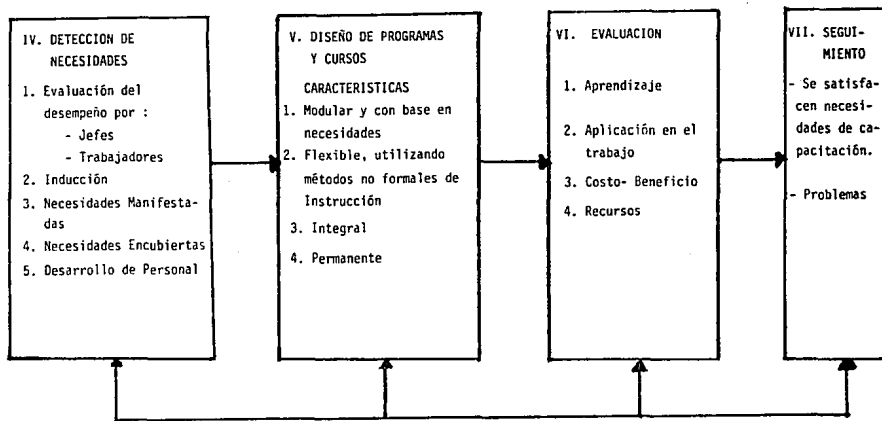 IV. DETECCION DE
NECESIDADES
1. Evaluación del
desempeño por :
- Jefes
- Trabajadores
2. Inducción
3. Necesidades Manifesta-
das
4. Necesidades Encubiertas
5. Desarrollo de Personal
V. DISEÑO DE PROGRAMAS
Y CURSOS
CARACTERISTICAS
1. Modular y con base en
necesidades
2. Flexible, utilizando
métodos no formales de
Instrucción
3. Integral
4. Permanente
VI. EVALUACION
1. Aprendizaje
2. Aplicación en el
trabajo
3. Costo- Beneficio
4. Recursos
VII. SEGUI-
MIENTO
- Se satisfa-
cen necesi-
dades de ca-
pacitación.
- Problemas